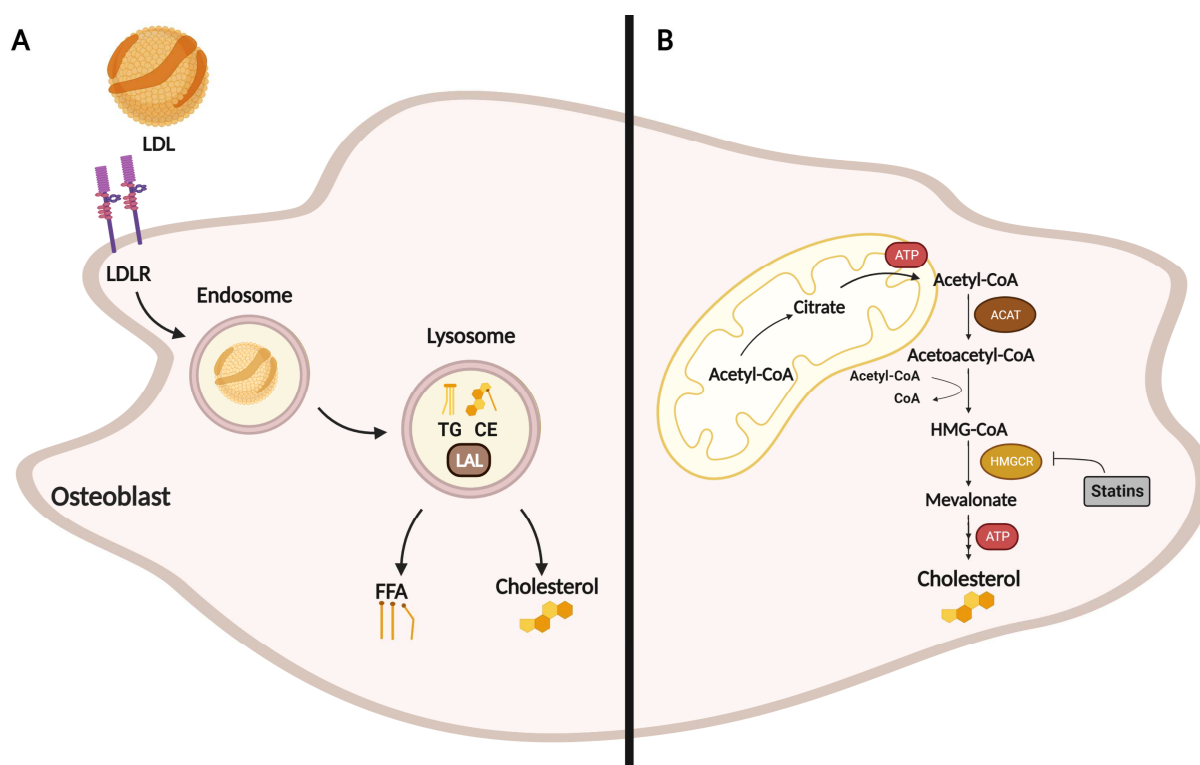 A
LDL
LDLR
Endosome
Lysosome
TG CE
LAL
Osteoblast
FFA
Cholesterol
B
ATP
Acetyl-CoA
Citrate
Acetyl-CoA
ACAT
Acetoacetyl-CoA
Acetyl-CoA
CoA
HMG-CoA
HMGCR
Statins
Mevalonate
ATP
Cholesterol